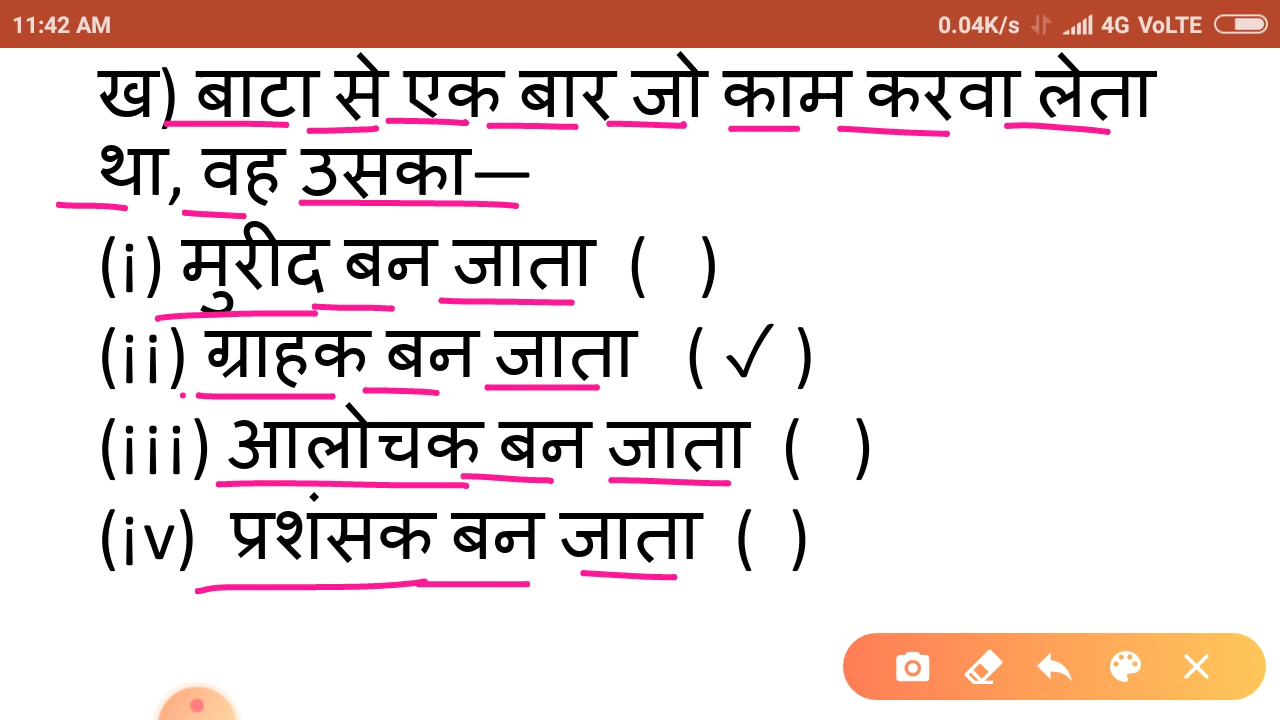 11:42 AM 0.04K/s 4G VoLTE
ख) बाटा से एक बार जो काम करवा लेता
था, वह उसका—
(i) मुरीद बन जाता ( )
(ii) ग्राहक बन जाता ( ✓ )
(iii) आलोचक बन जाता ( )
(iv) प्रशंसक बन जाता ( )